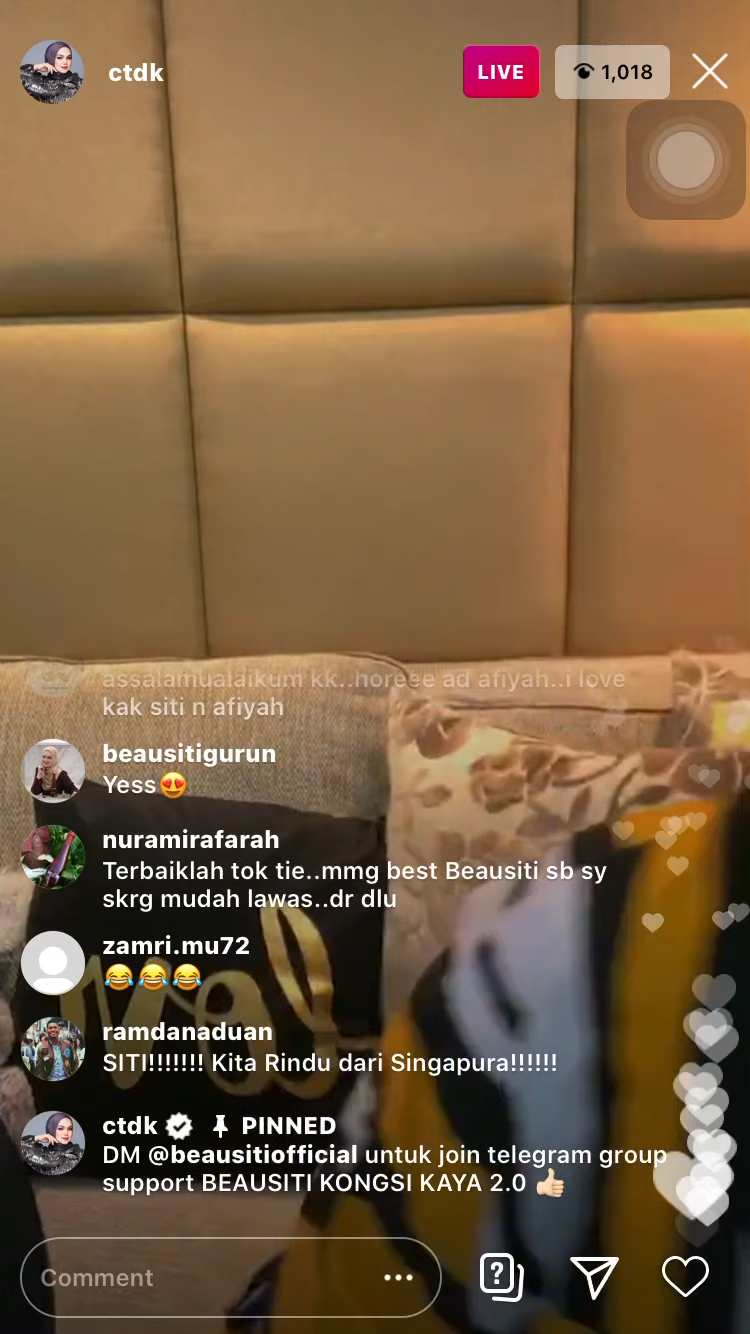 ctdk
LIVE
1,018
assalamualaikum kk..horeee ad afiyah..i love
kak siti n afiyah
beausitigurun
Yess😍
nuramirafarah
Terbaiklah tok tie..mmg best Beausiti sb sy
skrg mudah lawas..dr dlu
zamri.mu72
😂😂😂
ramdanaduan
SITI!!!!!!! Kita Rindu dari Singapura!!!!!!
ctdk PINNED
DM @beausitiofficial untuk join telegram group
support BEAUSITI KONGSI KAYA 2.0 👍🏻
Comment